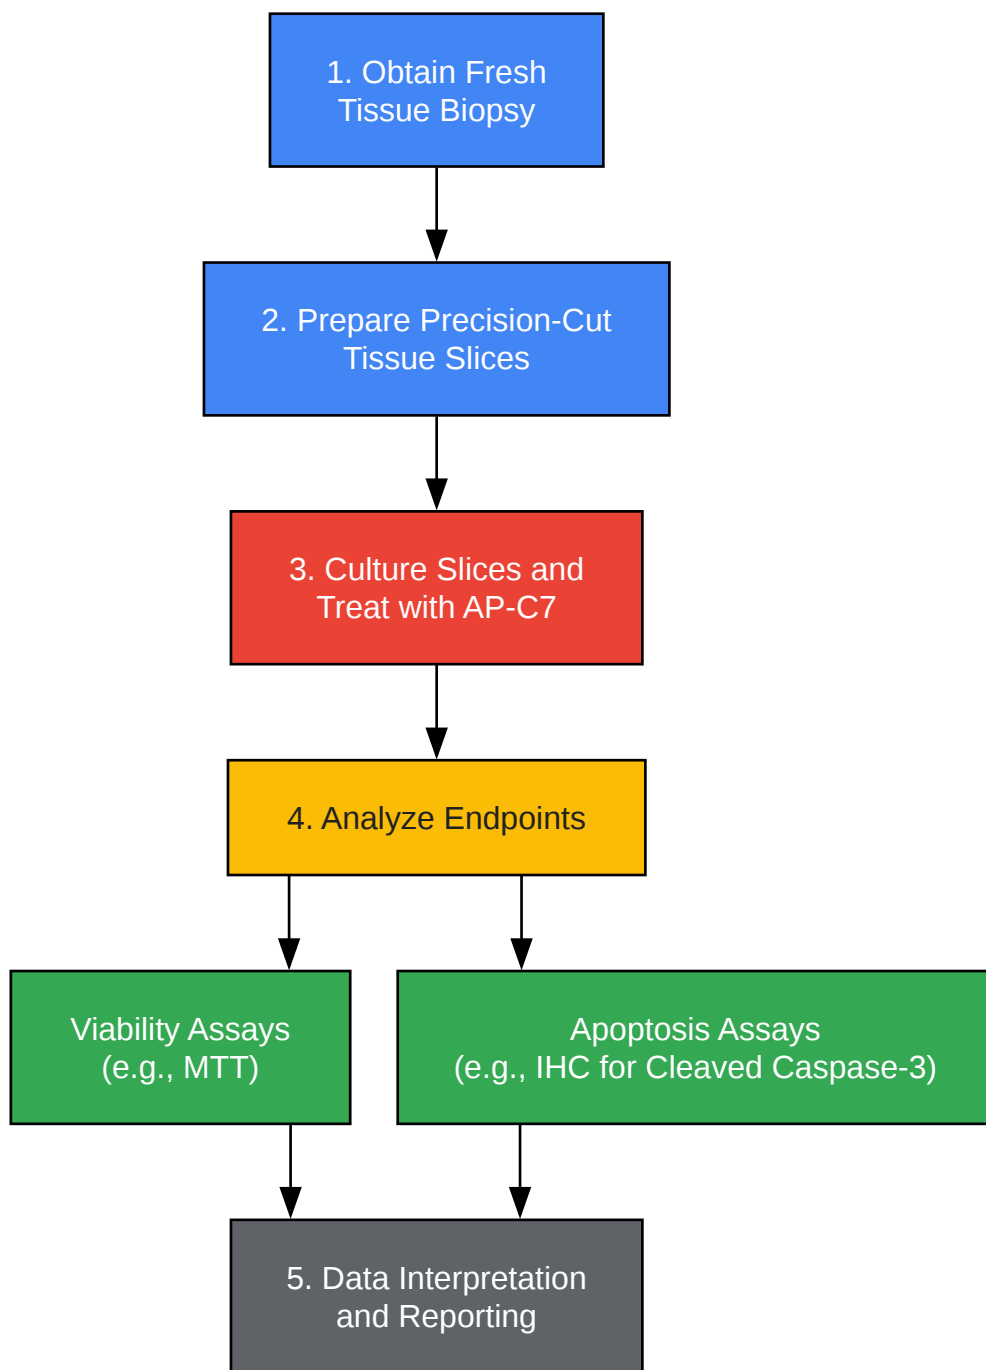 1. Obtain Fresh
Tissue Biopsy
2. Prepare Precision-Cut
Tissue Slices
3. Culture Slices and
Treat with AP-C7
4. Analyze Endpoints
Viability Assays
(e.g., MTT)
Apoptosis Assays
(e.g., IHC for Cleaved Caspase-3)
5. Data Interpretation
and Reporting